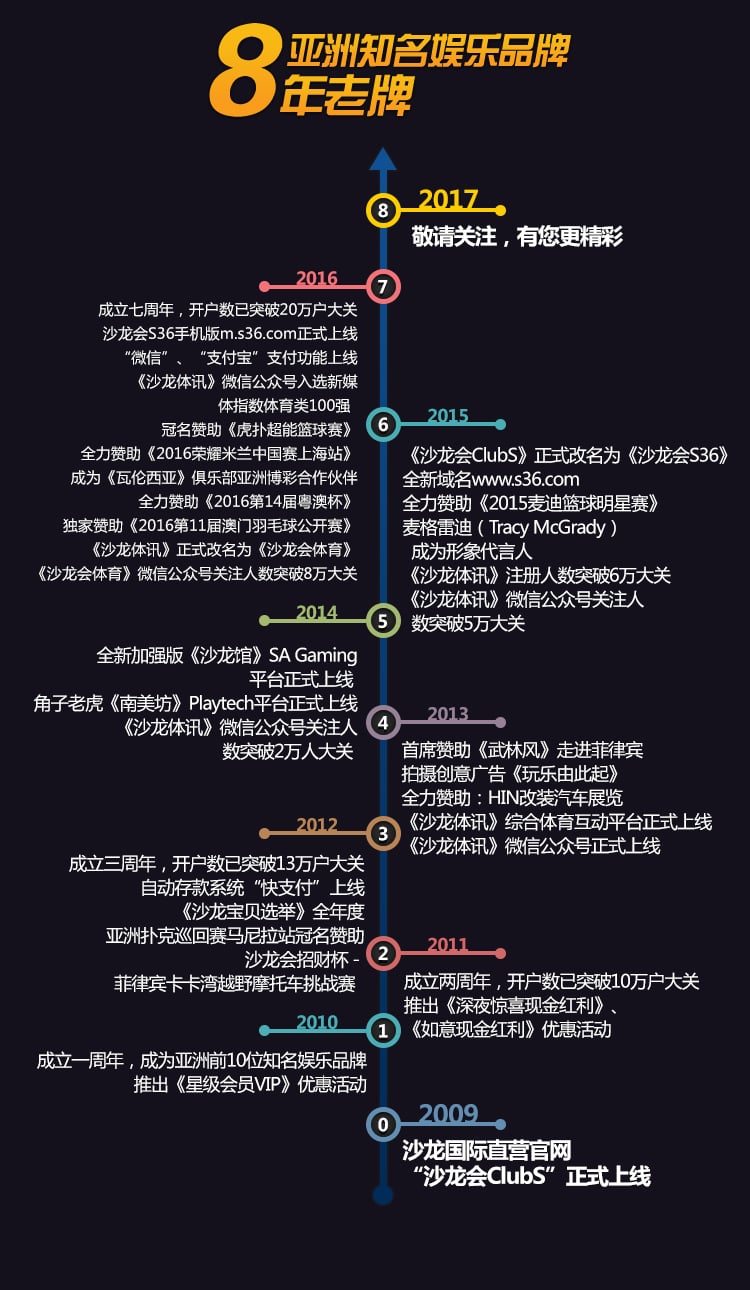 8亚洲知名娱乐品牌
年老牌
8
2017
敬请关注，有您更精彩
2016
7
成立七周年，开户数已突破20万户大关
沙龙会S36手机版m.s36.com正式上线
“微信”、“支付宝”支付功能上线
《沙龙体讯》微信公众号入选新媒
体指数体育类100强
冠名赞助《虎扑超能篮球赛》
全力赞助《2016荣耀米兰中国赛上海站》
成为《瓦伦西亚》俱乐部亚洲博彩合作伙伴
全力赞助《2016第14届粤澳杯》
独家赞助《2016第11届澳门羽毛球公开赛》
《沙龙体讯》正式改名为《沙龙会体育》
《沙龙会体育》微信公众号关注人数突破8万大关
6
2015
《沙龙会ClubS》正式改名为《沙龙会S36》
全新域名www.s36.com
全力赞助《2015麦迪篮球明星赛》
麦格雷迪（Tracy McGrady）
成为形象代言人
《沙龙体讯》注册人数突破6万大关
《沙龙体讯》微信公众号关注人
数突破5万大关
2014
5
全新加强版《沙龙馆》SA Gaming
平台正式上线
角子老虎《南美坊》Playtech平台正式上线
《沙龙体讯》微信公众号关注人
数突破2万人大关
4
2013
首席赞助《武林风》走进菲律宾
拍摄创意广告《玩乐由此起》
全力赞助：HIN改装汽车展览
《沙龙体讯》综合体育互动平台正式上线
《沙龙体讯》微信公众号正式上线
2012
3
成立三周年，开户数已突破13万户大关
自动存款系统“快支付”上线
《沙龙宝贝选举》全年度
亚洲扑克巡回赛马尼拉站冠名赞助
沙龙会招财杯-
菲律宾卡卡湾越野摩托车挑战赛
2
2011
成立两周年，开户数已突破10万户大关
推出《深夜惊喜现金红利》、
《如意现金红利》优惠活动
2010
1
成立一周年，成为亚洲前10位知名娱乐品牌
推出《星级会员VIP》优惠活动
0
2009
沙龙国际直营官网
“沙龙会ClubS”正式上线